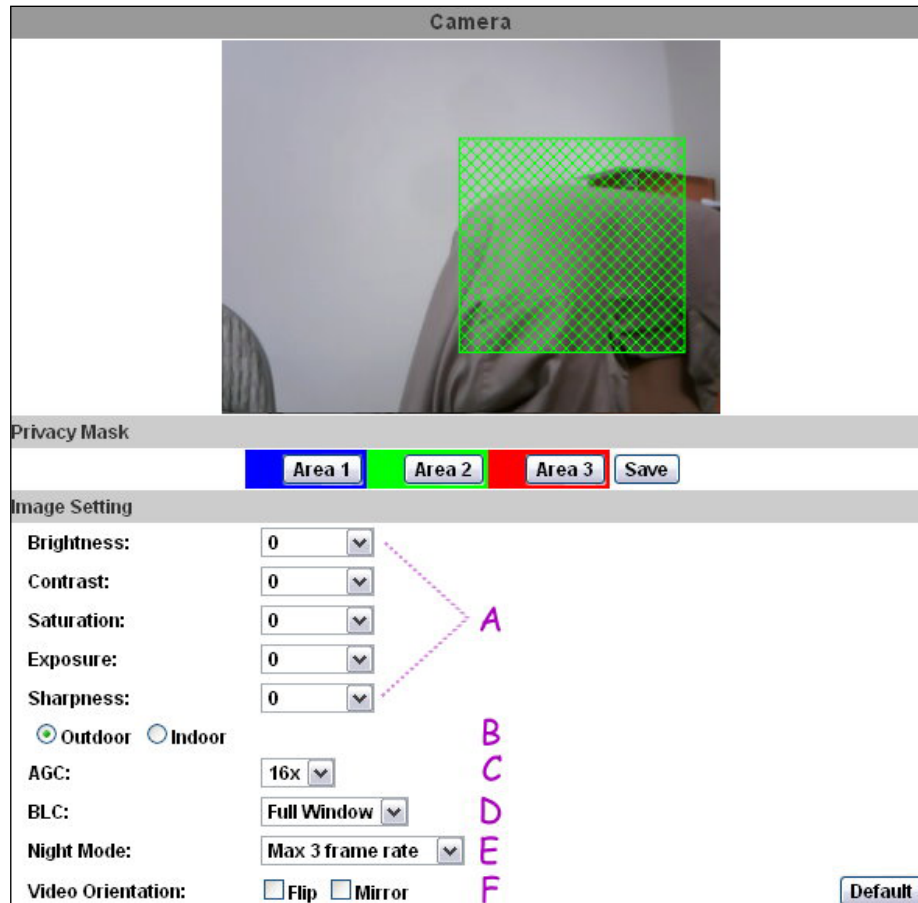 Camera
Privacy Mask
Area 1 Area 2 Area 3 Save
Image Setting
Brightness: 0
Contrast: 0
Saturation: 0 A
Exposure: 0
Sharpness: 0
Outdoor Indoor B
AGC: 16x C
BLC: Full Window D
Night Mode: Max 3 frame rate E
Video Orientation: Flip Mirror F Default